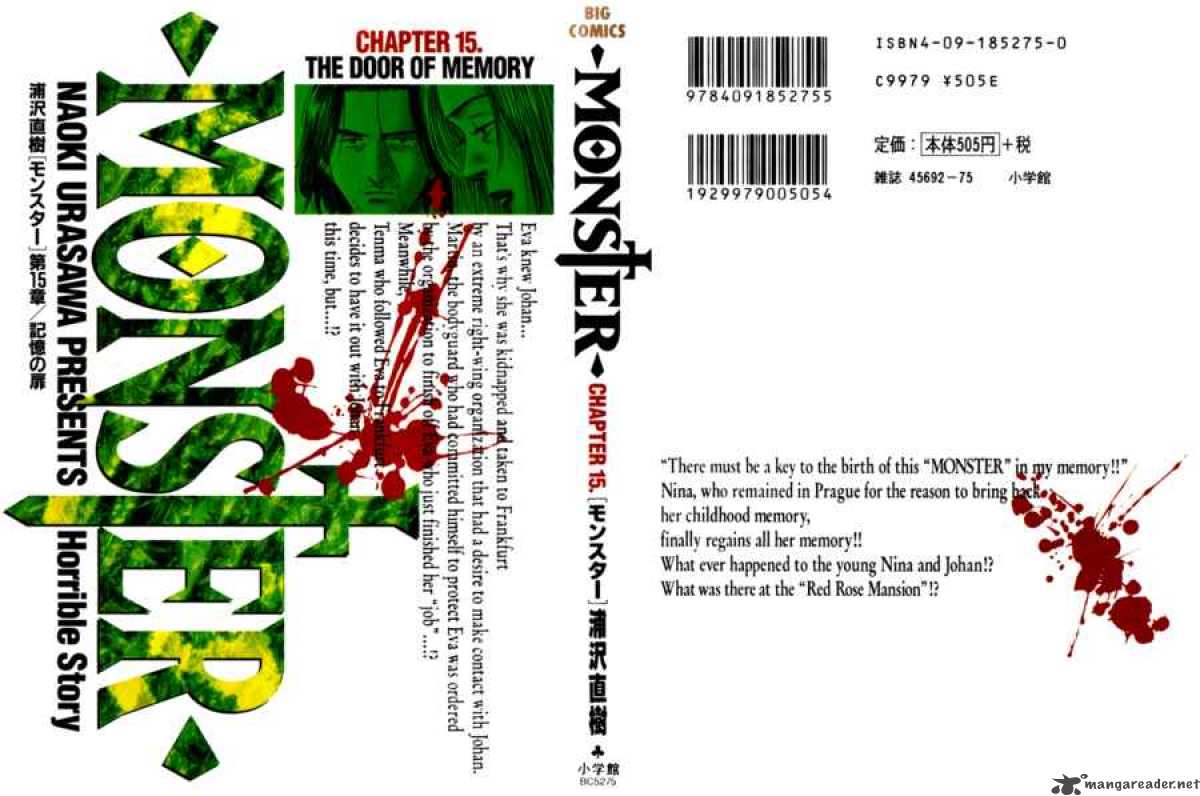 MONSTER
NAOKI URASAWA PRESENTS Horrible Story
浦沢直樹[モンスター]第15章/記憶の扉
CHAPTER 15.
THE DOOR OF MEMORY
Eva knew Johan...
That's why she was kidnapped and taken to Frankfurt
by an extreme right-wing organization that had a desire to make contact with Johan.
Martin, the bodyguard who had committed himself to protect Eva was ordered
by the organization to finish off Eva who just finished her "job"....!?
Meanwhile,
Tenma who followed Eva to Frankfurt
decides to have it out with Johan
this time, but....!?
BIG
COMICS
MONSTER
CHAPTER 15.
[モンスター]浦沢直樹
小学館
BC5275
9784091852755
ISBN4-09-185275-0
C9979 ¥505E
1929979005054
定価:本体505円+税
雑誌 45692-75 小学館
"There must be a key to the birth of this "MONSTER" in my memory!!"
Nina, who remained in Prague for the reason to bring back
her childhood memory,
finally regains all her memory!!
What ever happened to the young Nina and Johan!?
What was there at the "Red Rose Mansion"!?
mangareader.net